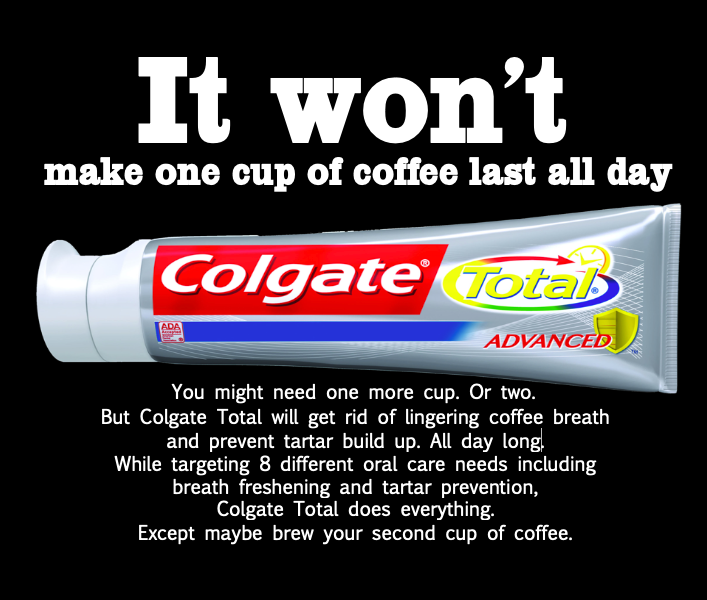 It won't
make one cup of coffee last all day
Colgate®
Total®
ADA
Accepted
ADVANCED™
You might need one more cup. Or two.
But Colgate Total will get rid of lingering coffee breath
and prevent tartar build up. All day long.
While targeting 8 different oral care needs including
breath freshening and tartar prevention,
Colgate Total does everything.
Except maybe brew your second cup of coffee.